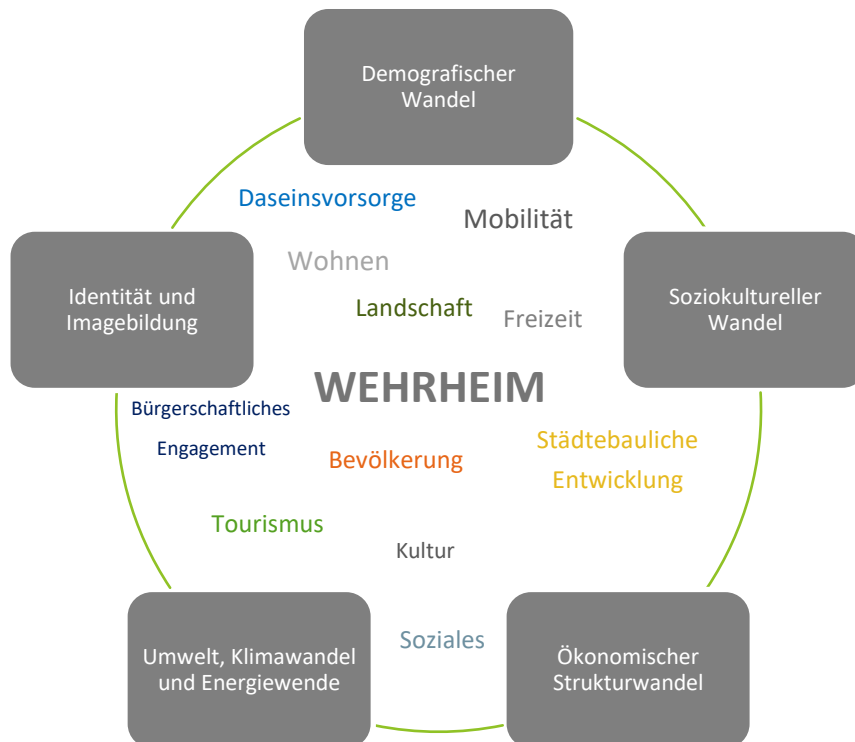 Demografischer
Wandel
Daseinsvorsorge
Mobilität
Wohnen
Identität und
Imagebildung
Soziokultureller
Wandel
Landschaft
Freizeit
WEHRHEIM
Bürgerschaftliches
Engagement
Bevölkerung
Städtebauliche
Entwicklung
Tourismus
Kultur
Soziales
Umwelt, Klimawandel
und Energiewende
Ökonomischer
Strukturwandel